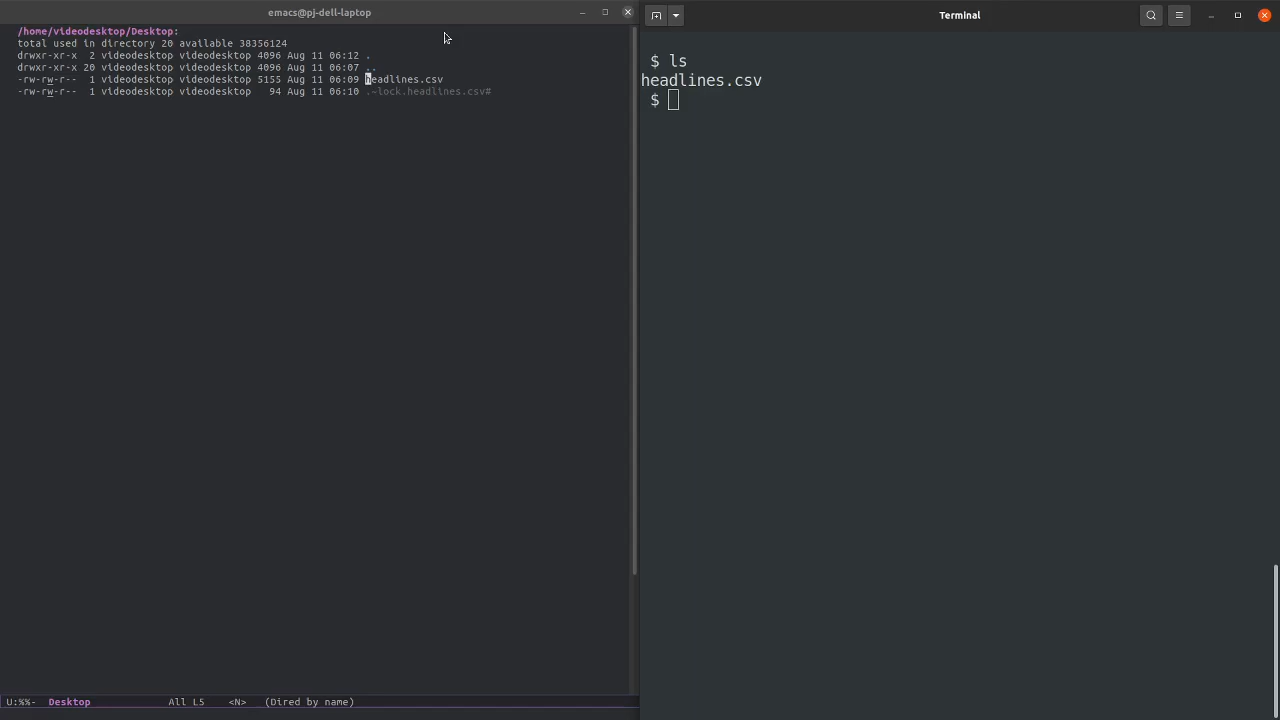 emacs@pj-dell-laptop
/home/videodesktop/Desktop:
total used in directory 20 available 38356124
drwxr-xr-x  2 videodesktop videodesktop 4096 Aug 11 06:12 .
drwxr-xr-x 20 videodesktop videodesktop 4096 Aug 11 06:07 ..
-rw-rw-r--  1 videodesktop videodesktop 5155 Aug 11 06:09 headlines.csv
-rw-rw-r--  1 videodesktop videodesktop   94 Aug 11 06:10 .~lock.headlines.csv#
U:%%-  Desktop             All L5    <N>   (Dired by name)
Terminal
$ ls
headlines.csv
$